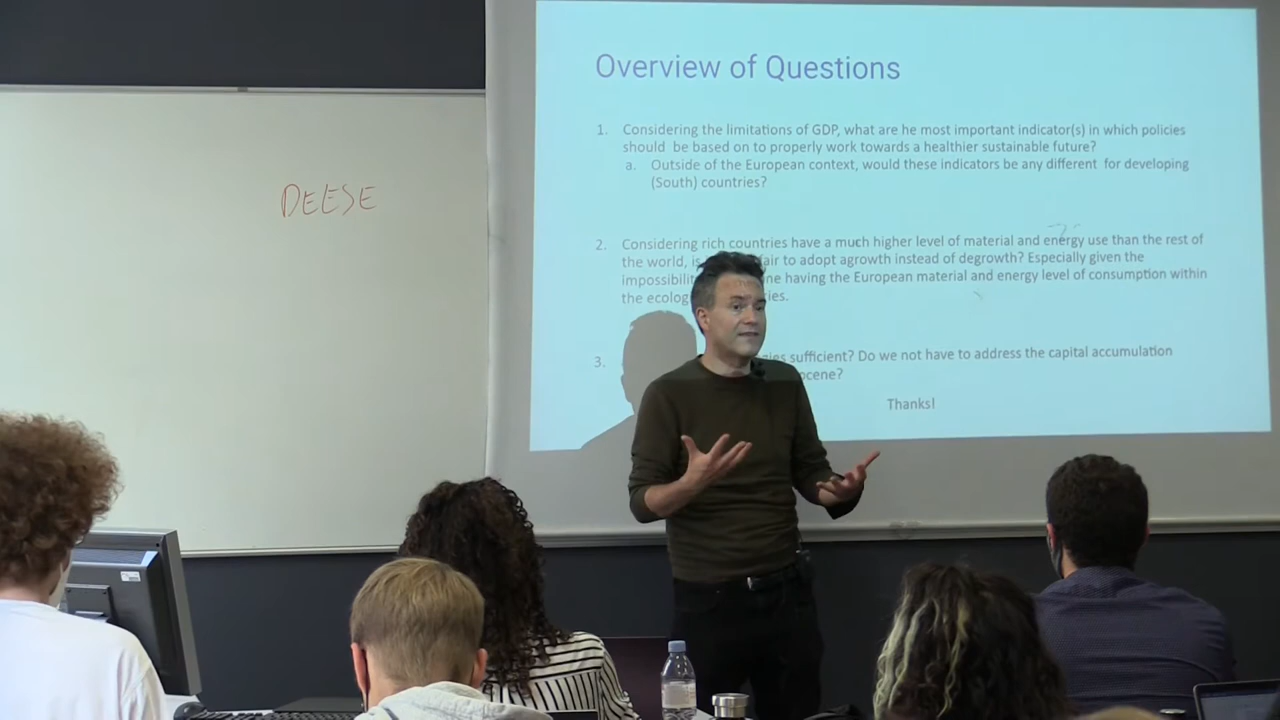 DEESE
Overview of Questions
1. Considering the limitations of GDP, what are he most important indicator(s) in which policies
should be based on to properly work towards a healthier sustainable future?
a. Outside of the European context, would these indicators be any different for developing
(South) countries?
2. Considering rich countries have a much higher level of material and energy use than the rest of
the world, is fair to adopt agrowth instead of degrowth? Especially given the
having the European material and energy level of consumption within
the
3. sufficient? Do we not have to address the capital accumulation
Thanks!